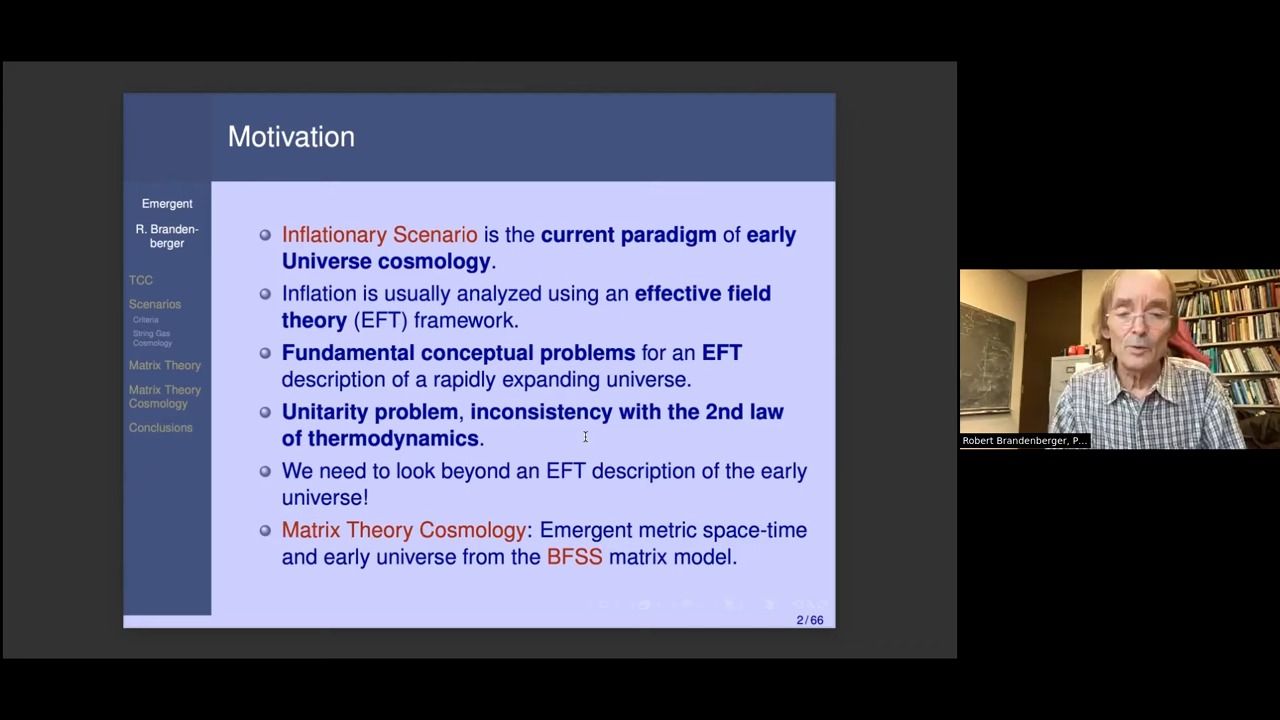 Motivation
Emergent
R. Branden-
berger
TCC
Scenarios
Criteria
String Gas
Cosmology
Matrix Theory
Matrix Theory
Cosmology
Conclusions
Inflationary Scenario is the current paradigm of early
Universe cosmology.
Inflation is usually analyzed using an effective field
theory (EFT) framework.
Fundamental conceptual problems for an EFT
description of a rapidly expanding universe.
Unitarity problem, inconsistency with the 2nd law
of thermodynamics.
We need to look beyond an EFT description of the early
universe!
Matrix Theory Cosmology: Emergent metric space-time
and early universe from the BFSS matrix model.
2/66
Robert Brandenberger, P...